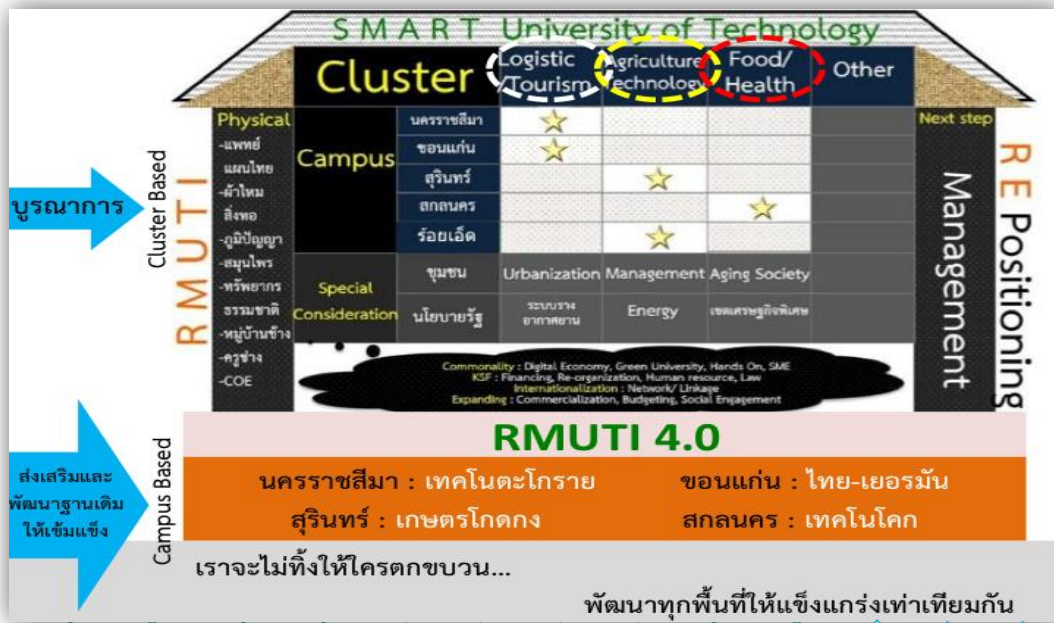 SMART University of Technology
Cluster
Logistic
/Tourism
Agriculture
Technology
Food/
Health
Other
Physical
-แพทย์
แผนไทย
-ผ้าไหม
สิ่งทอ
-ภูมิปัญญา
-สมุนไพร
-ทรัพยากร
ธรรมชาติ
-หมู่บ้านช้าง
-ครูช่าง
-COE
Campus
นครราชสีมา
ขอนแก่น
สุรินทร์
สกลนคร
ร้อยเอ็ด
Special
Consideration
ชุมชน
Urbanization
Management
Aging Society
นโยบายรัฐ
ระบบราง
อากาศยาน
Energy
เขตเศรษฐกิจพิเศษ
Next step
Management
RE Positioning
RMUTI
Cluster Based
บูรณาการ
Commonality : Digital Economy, Green University, Hands On, SME
KSF : Financing, Re-organization, Human resource, Law
Internationalization : Network/ Linkage
Expanding : Commercialization, Budgeting, Social Engagement
RMUTI 4.0
นครราชสีมา : เทคโนตะโกราย
ขอนแก่น : ไทย-เยอรมัน
สุรินทร์ : เกษตรโกดกง
สกลนคร : เทคโนโคก
Campus Based
ส่งเสริมและ
พัฒนาฐานเดิม
ให้เข้มแข็ง
เราจะไม่ทิ้งให้ใครตกขบวน...
พัฒนาทุกพื้นที่ให้แข็งแกร่งเท่าเทียมกัน